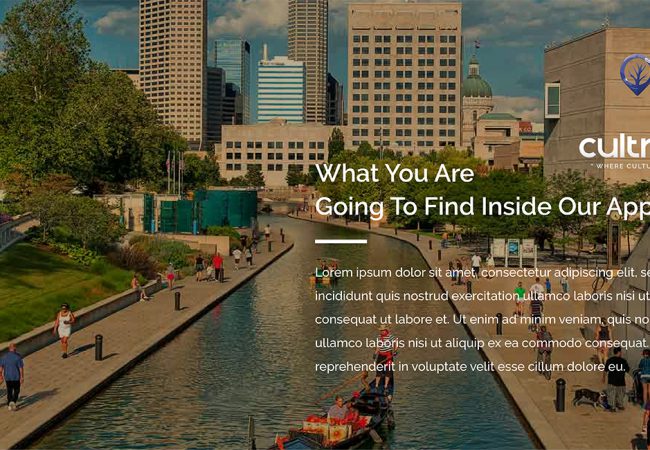 cultr
" WHERE CULTU
What You Are
Going To Find Inside Our App
Lorem ipsum dolor sit amet, consectetur adipiscing elit, se
incididunt quis nostrud exercitation ullamco laboris nisi ut
consequat ut labore et. Ut enim ad minim veniam, quis no
ullamco laboris nisi ut aliquip ex ea commodo consequat.
reprehenderit in voluptate velit esse cillum dolore eu.